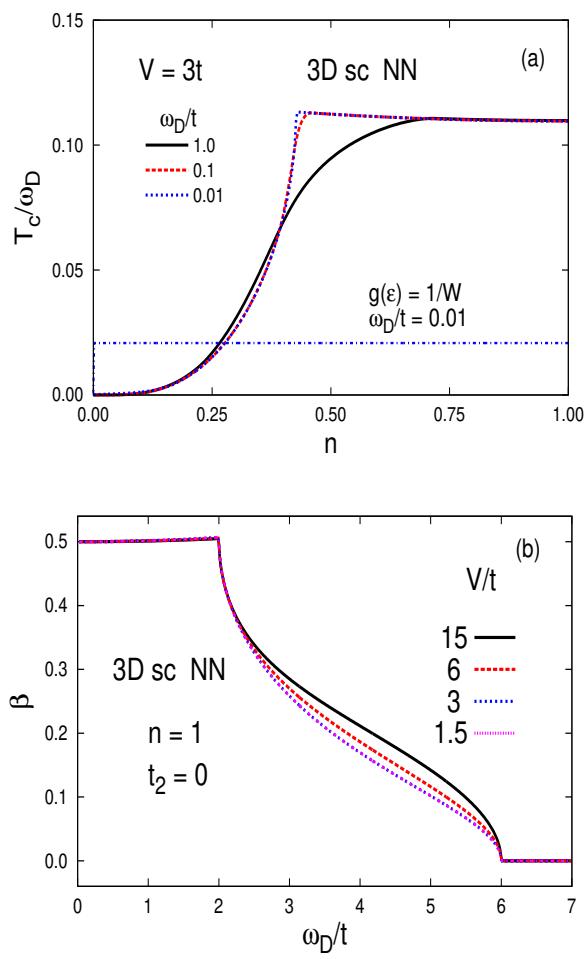 0.15
(a)
V = 3t
3D sc NN
ω_D/t
1.0
0.1
0.01
0.10
T_c/ω_D
0.05
g(ε) = 1/W
ω_D/t = 0.01
0.00
0.00 0.25 0.50 0.75 1.00
n
0.5
(b)
V/t
0.4
15
6
3
1.5
3D sc NN
0.3
β
n = 1
0.2
t_2 = 0
0.1
0.0
0 1 2 3 4 5 6 7
ω_D/t